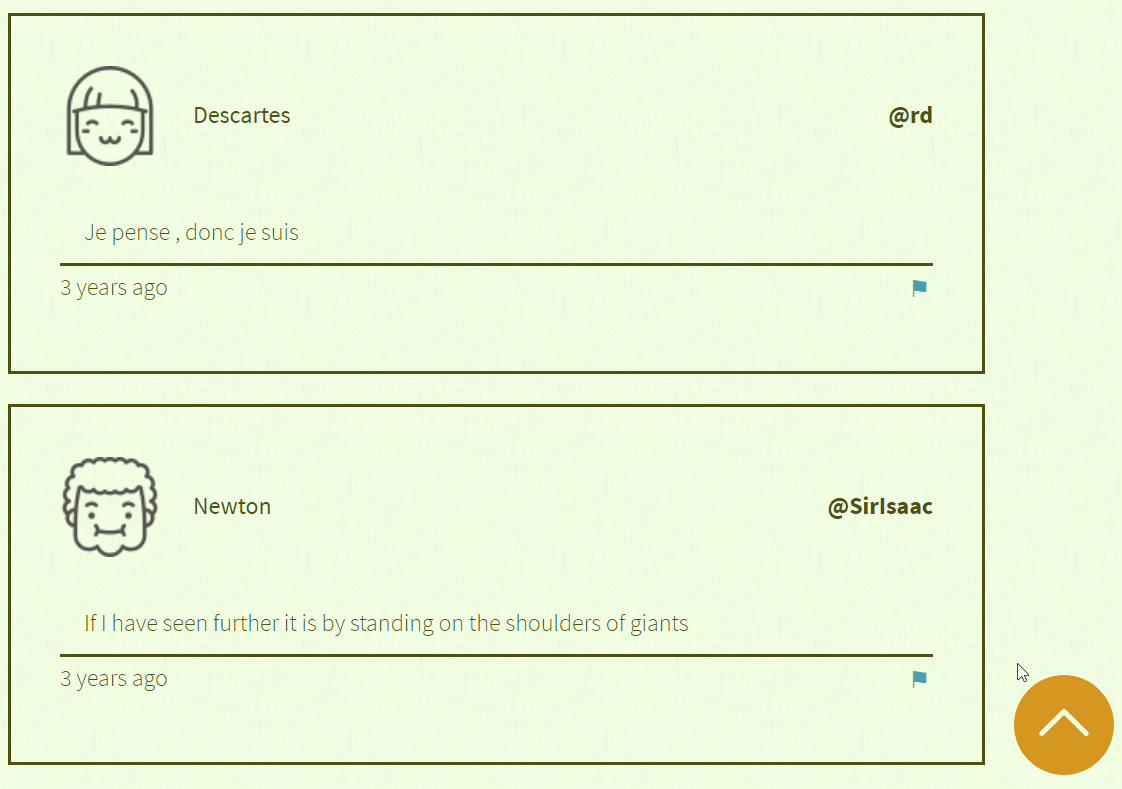 Descartes
@rd
Je pense , donc je suis
3 years ago
Newton
@SirIsaac
If I have seen further it is by standing on the shoulders of giants
3 years ago